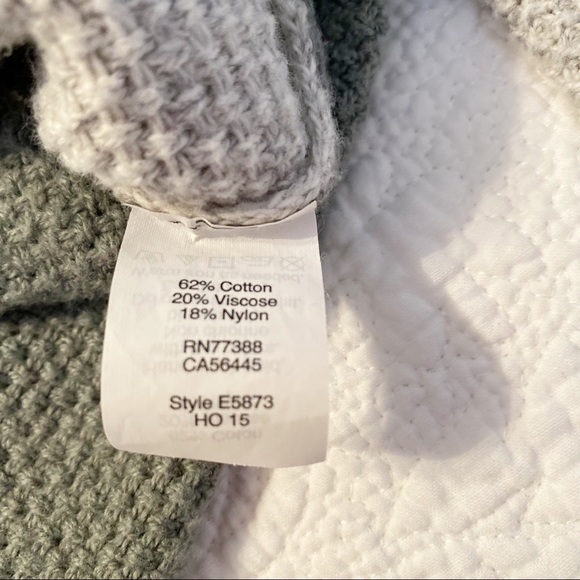 62% Cotton
20% Viscose
18% Nylon
RN77388
CA56445
Style E5873
HO 15